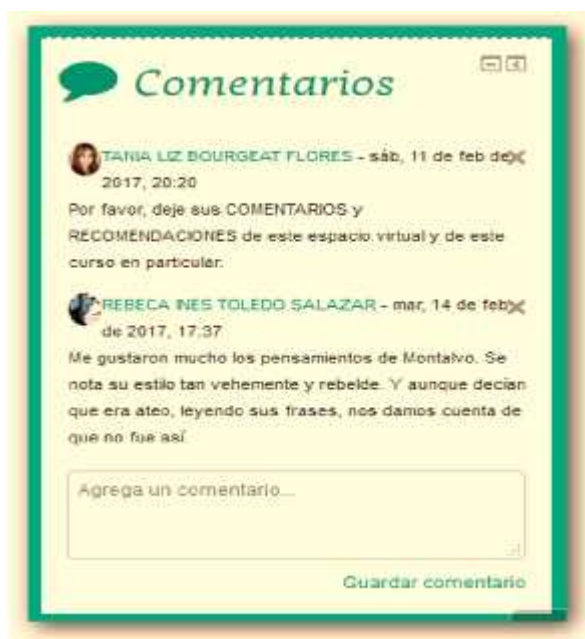 Comentarios
TANIA LIZ BOURGEAT FLORES - sáb, 11 de feb de
2017, 20:20
Por favor, deje sus COMENTARIOS y
RECOMENDACIONES de este espacio virtual y de este
curso en particular.
REBECA INES TOLEDO SALAZAR - mar, 14 de feb
de 2017, 17:37
Me gustaron mucho los pensamientos de Montalvo. Se
nota su estilo tan vehemente y rebelde. Y aunque decían
que era ateo, leyendo sus frases, nos damos cuenta de
que no fue así.
Agrega un comentario...
Guardar comentario